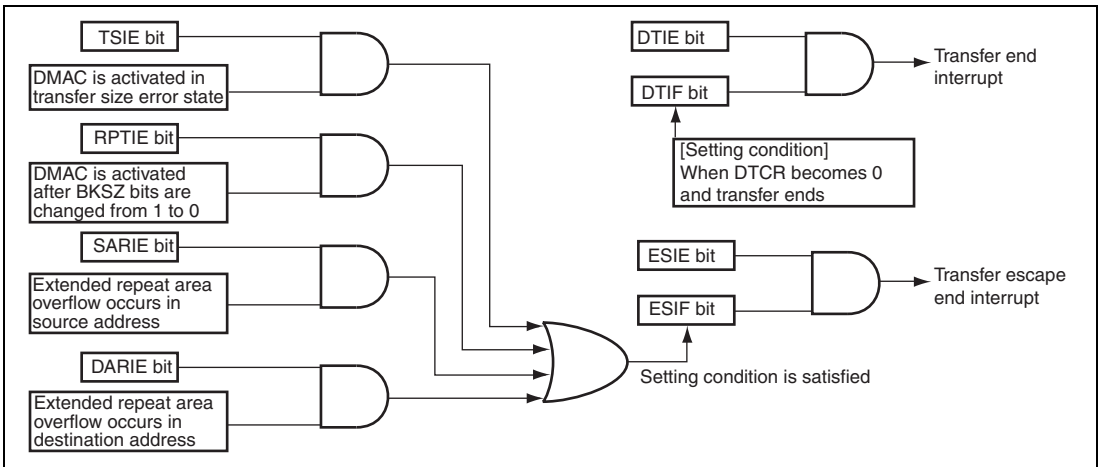 TSIE bit
DMAC is activated in
transfer size error state
RPTIE bit
DMAC is activated
after BKSZ bits are
changed from 1 to 0
SARIE bit
Extended repeat area
overflow occurs in
source address
DARIE bit
Extended repeat area
overflow occurs in
destination address
DTIE bit
DTIF bit
Transfer end
interrupt
[Setting condition]
When DTCR becomes 0
and transfer ends
ESIE bit
ESIF bit
Transfer escape
end interrupt
Setting condition is satisfied